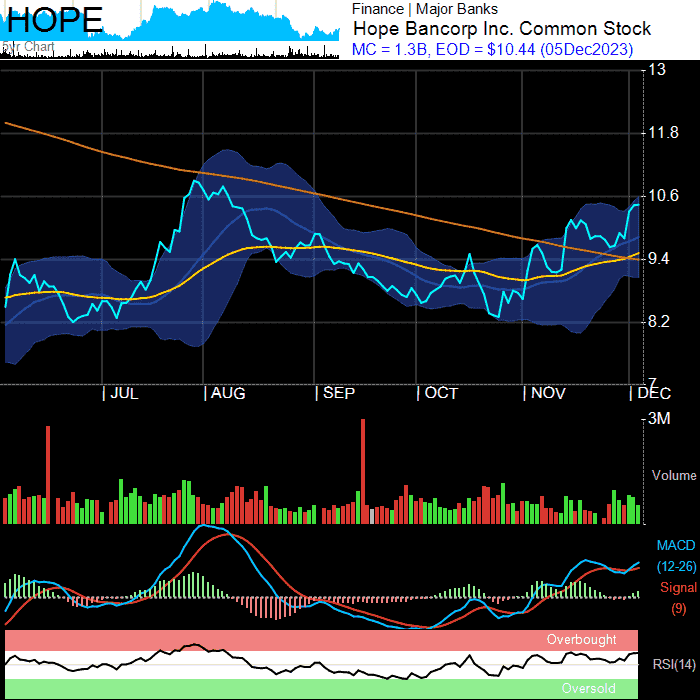 HOPE
5yr Chart
Finance | Major Banks
Hope Bancorp Inc. Common Stock
MC = 1.3B, EOD = $10.44 (05Dec2023)
13
11.8
10.6
9.4
8.2
7
| JUL | AUG | SEP | OCT | NOV | DEC
3M
Volume
MACD
(12-26)
Signal
(9)
Overbought
RSI(14)
Oversold